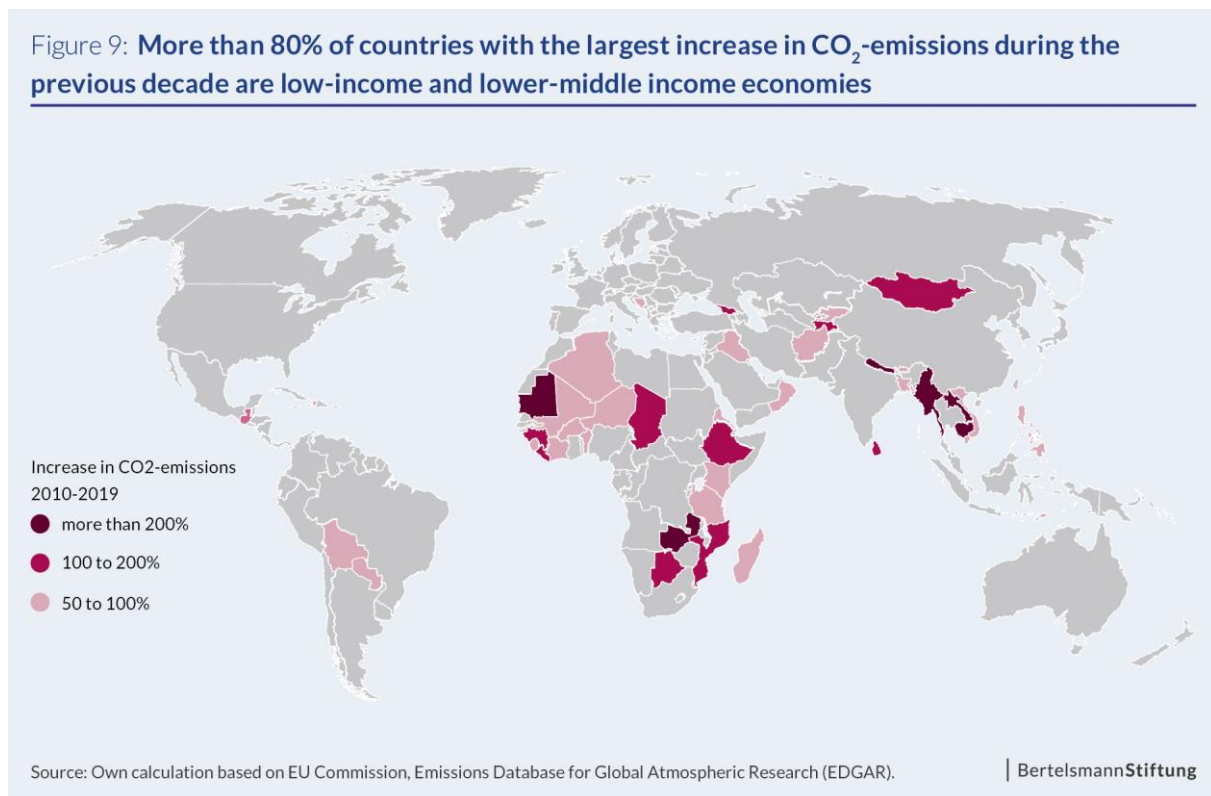 Figure 9: More than 80% of countries with the largest increase in CO₂-emissions during the
previous decade are low-income and lower-middle income economies
Increase in CO2-emissions
2010-2019
more than 200%
100 to 200%
50 to 100%
Source: Own calculation based on EU Commission, Emissions Database for Global Atmospheric Research (EDGAR).
BertelsmannStiftung